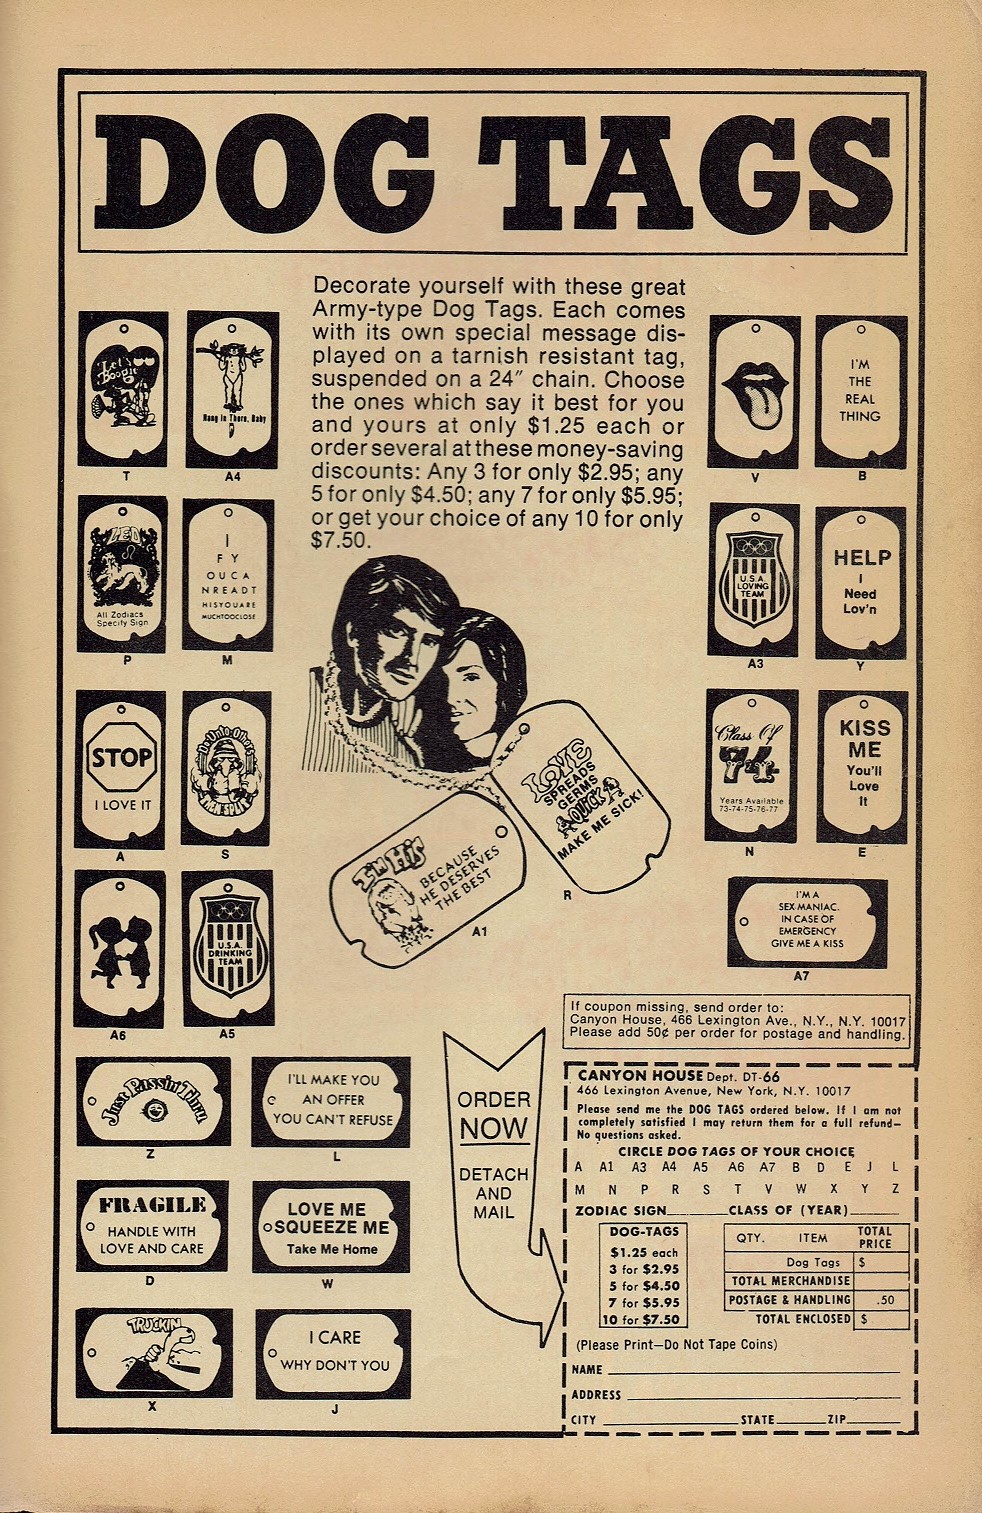 DOG TAGS
Decorate yourself with these great
Army-type Dog Tags. Each comes
with its own special message dis-
played on a tarnish resistant tag,
suspended on a 24″ chain. Choose
the ones which say it best for you
and yours at only $1.25 each or
order several at these money-saving
discounts: Any 3 for only $2.95; any
5 for only $4.50; any 7 for only $5.95;
or get your choice of any 10 for only
$7.50.
Let's
Boogie
T
Hang In There, Baby
A4
LEO
All Zodiacs
Specify Sign
P
I
F Y
O U C A
N R E A D T
H I S Y O U A R E
MUCHTOOCLOSE
M
STOP
I LOVE IT
A
Do Unto Others
Then Split
S
A6
U.S.A.
DRINKING
TEAM
A5
Just Passin Thru
Z
I'LL MAKE YOU
AN OFFER
YOU CAN'T REFUSE
L
FRAGILE
HANDLE WITH
LOVE AND CARE
D
LOVE ME
SQUEEZE ME
Take Me Home
W
TRUCKIN
X
I CARE
WHY DON'T YOU
J
I'm His
BECAUSE
HE DESERVES
THE BEST
A1
LOVE
SPREADS
GERMS
QUICK
MAKE ME SICK!
R
V
I'M
THE
REAL
THING
B
U.S.A.
LOVING
TEAM
A3
HELP
I
Need
Lov'n
Y
Class Of
74
Years Available
73-74-75-76-77
N
KISS
ME
You'll
Love
It
E
I'M A
SEX MANIAC.
IN CASE OF
EMERGENCY
GIVE ME A KISS
A7
If coupon missing, send order to:
Canyon House, 466 Lexington Ave., N.Y., N.Y. 10017
Please add 50¢ per order for postage and handling.
ORDER
NOW
DETACH
AND
MAIL
CANYON HOUSE Dept. DT-66
466 Lexington Avenue, New York, N.Y. 10017
Please send me the DOG TAGS ordered below. If I am not
completely satisfied I may return them for a full refund—
No questions asked.
CIRCLE DOG TAGS OF YOUR CHOICE
A A1 A3 A4 A5 A6 A7 B D E J L
M N P R S T V W X Y Z
ZODIAC SIGN CLASS OF (YEAR)
DOG-TAGS
$1.25 each
3 for $2.95
5 for $4.50
7 for $5.95
10 for $7.50
QTY. ITEM TOTAL PRICE
Dog Tags $
TOTAL MERCHANDISE
POSTAGE & HANDLING .50
TOTAL ENCLOSED $
(Please Print—Do Not Tape Coins)
NAME
ADDRESS
CITY STATE ZIP